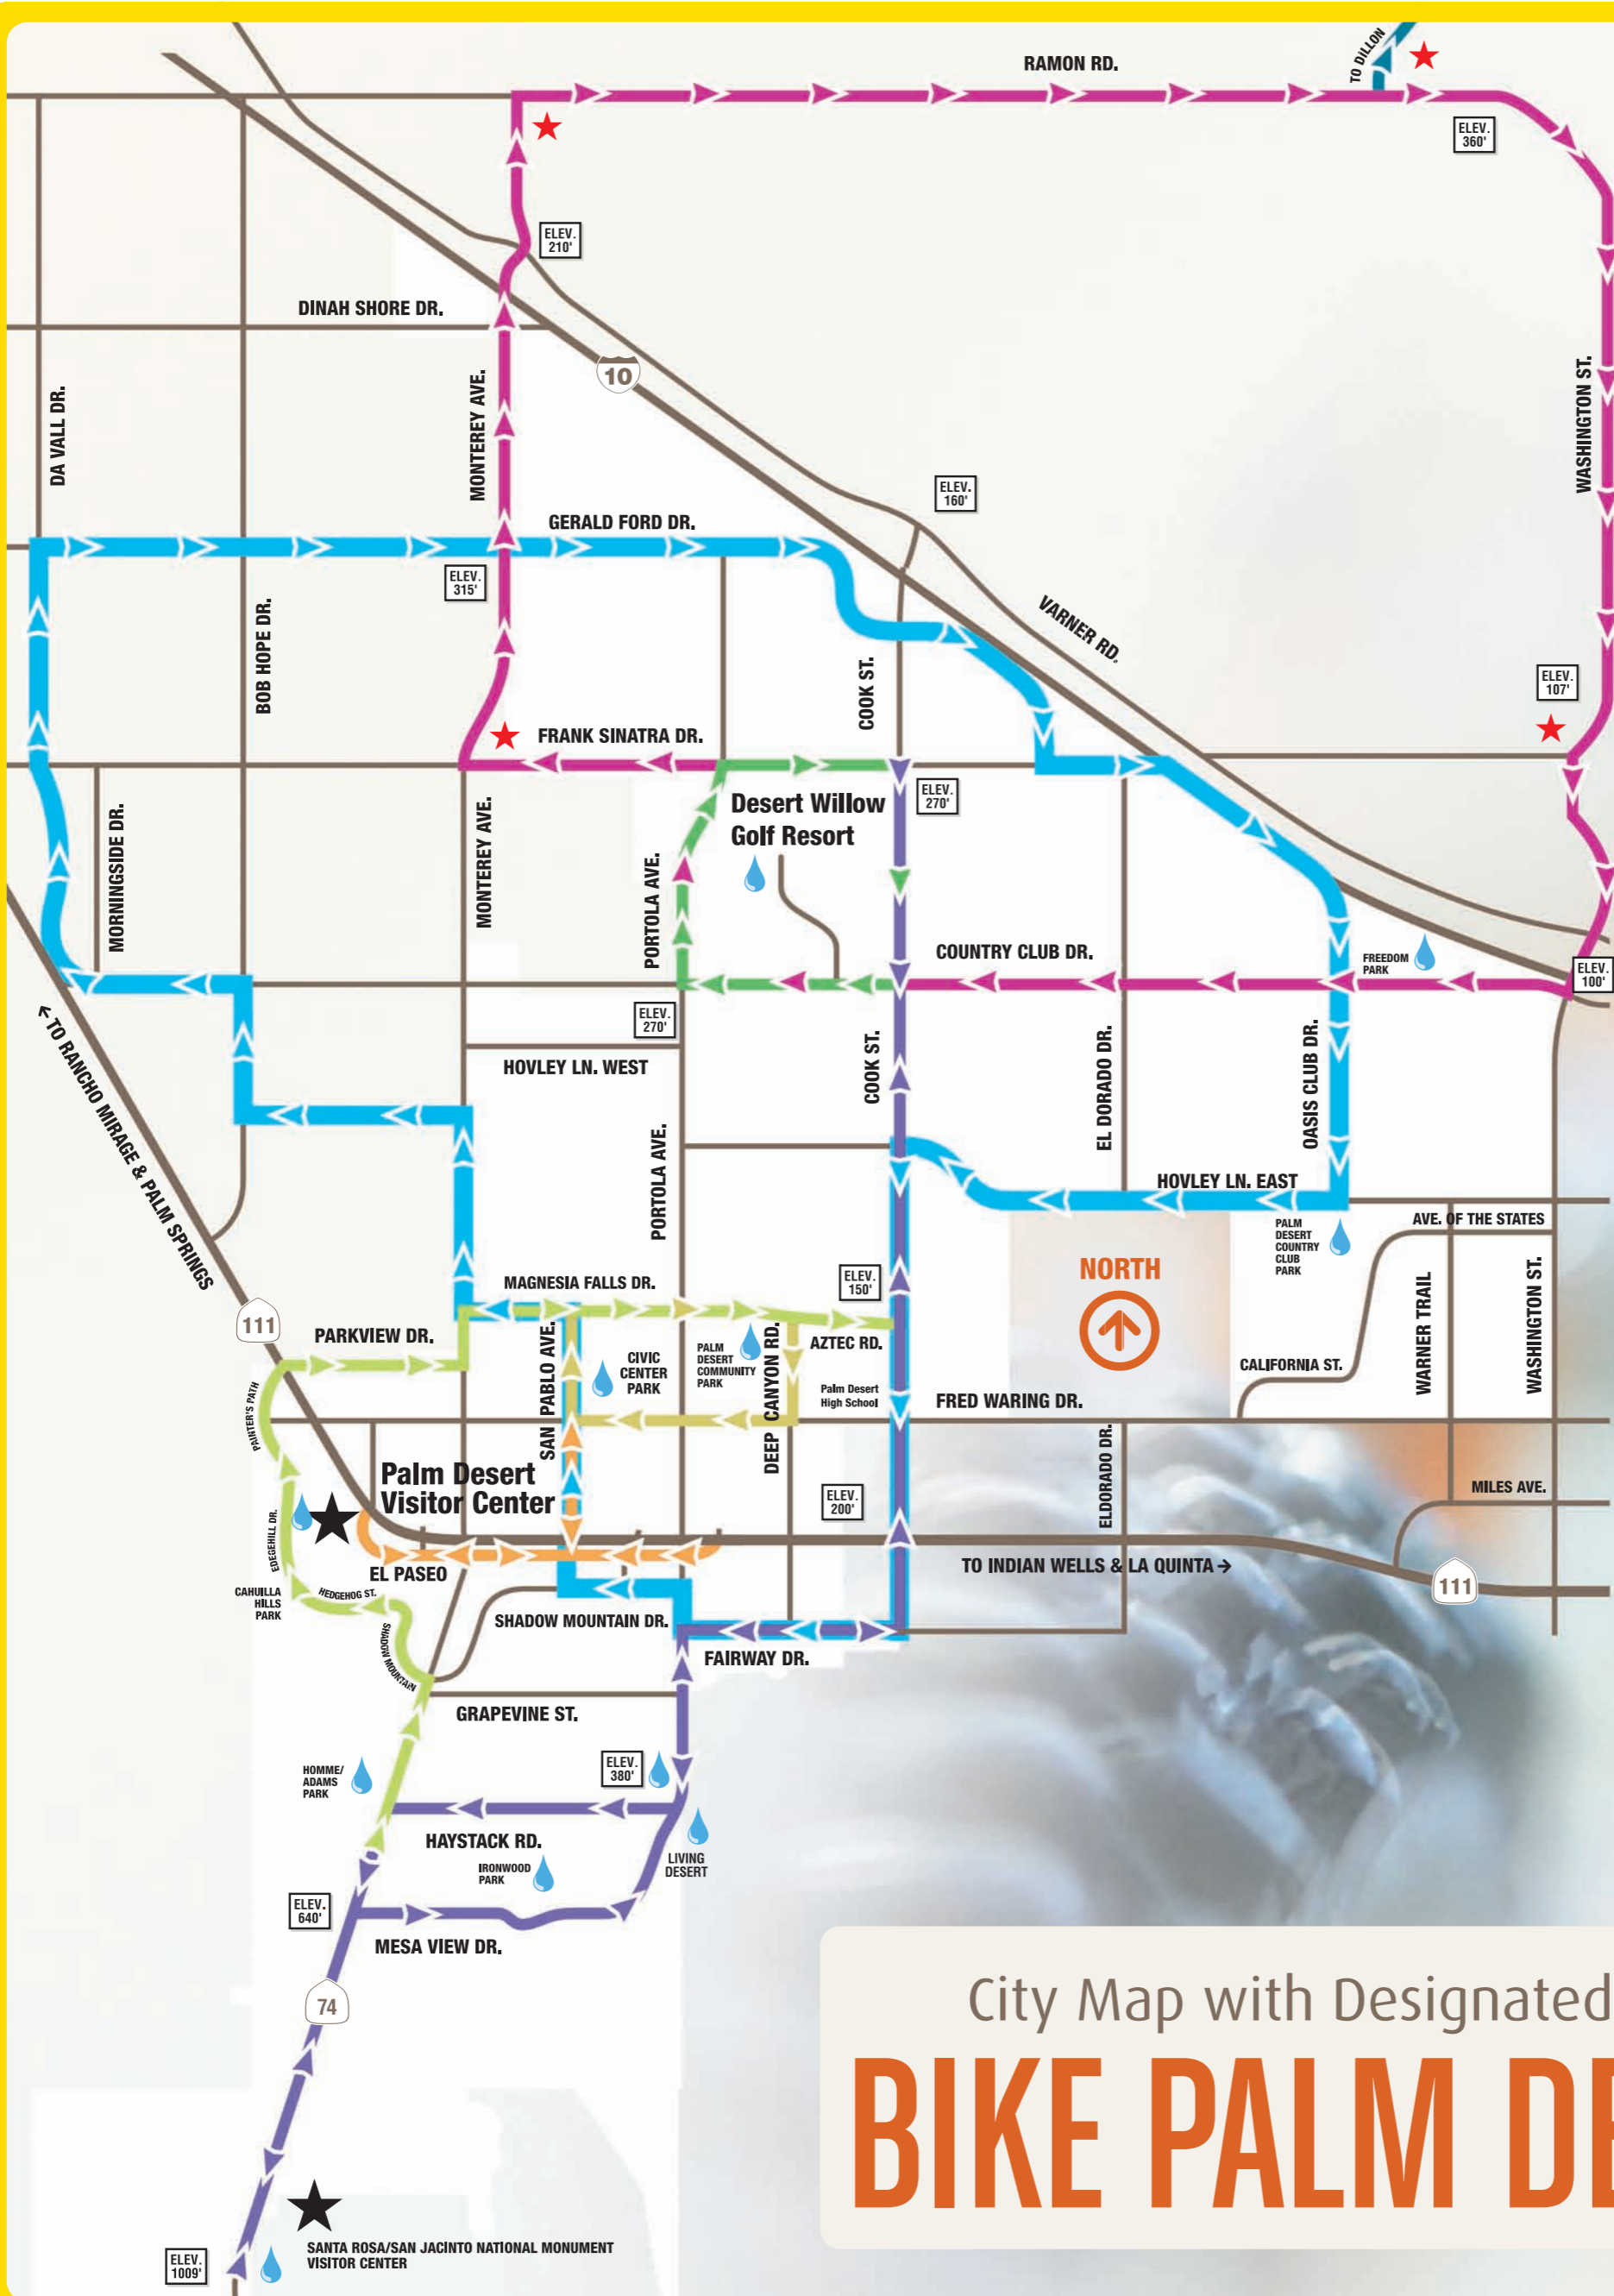 RAMON RD.
TO DILLON
ELEV.
360'
ELEV.
210'
DINAH SHORE DR.
10
DA VALL DR.
MONTEREY AVE.
WASHINGTON ST.
ELEV.
160'
GERALD FORD DR.
ELEV.
315'
BOB HOPE DR.
VARNER RD.
COOK ST.
ELEV.
107'
FRANK SINATRA DR.
ELEV.
270'
Desert Willow
Golf Resort
MORNINGSIDE DR.
MONTEREY AVE.
PORTOLA AVE.
COUNTRY CLUB DR.
FREEDOM
PARK
ELEV.
100'
ELEV.
270'
TO RANCHO MIRAGE & PALM SPRINGS
HOVLEY LN. WEST
COOK ST.
EL DORADO DR.
OASIS CLUB DR.
PORTOLA AVE.
HOVLEY LN. EAST
AVE. OF THE STATES
PALM
DESERT
COUNTRY
CLUB
PARK
NORTH
MAGNESIA FALLS DR.
ELEV.
150'
WARNER TRAIL
WASHINGTON ST.
111
PARKVIEW DR.
SAN PABLO AVE.
CIVIC
CENTER
PARK
PALM
DESERT
COMMUNITY
PARK
DEEP CANYON RD.
AZTEC RD.
CALIFORNIA ST.
Palm Desert
High School
FRED WARING DR.
PAINTER'S PATH
ELDORADO DR.
Palm Desert
Visitor Center
ELEV.
200'
MILES AVE.
EDEGEHILL DR.
EL PASEO
TO INDIAN WELLS & LA QUINTA
111
CAHUILLA
HILLS
PARK
HEDGEHOG ST.
SHADOW MOUNTAIN DR.
SHADOW MOUNTAIN
FAIRWAY DR.
GRAPEVINE ST.
HOMME/
ADAMS
PARK
ELEV.
380'
HAYSTACK RD.
IRONWOOD
PARK
LIVING
DESERT
ELEV.
640'
MESA VIEW DR.
74
City Map with Designated
BIKE PALM DE
SANTA ROSA/SAN JACINTO NATIONAL MONUMENT
VISITOR CENTER
ELEV.
1009'